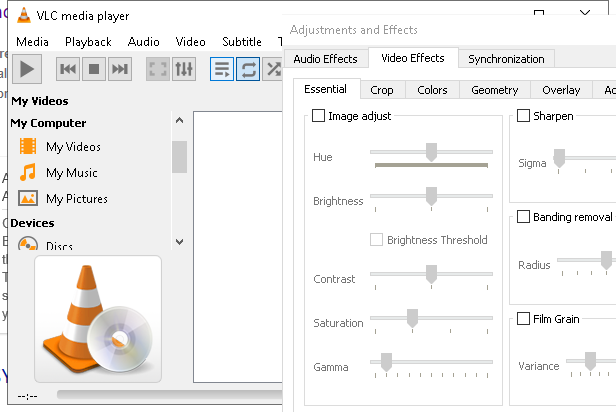 VLC media player
Media Playback Audio Video Subtitle T
My Videos
My Computer
My Videos
My Music
My Pictures
Devices
Discs
--:--
Adjustments and Effects
Audio Effects Video Effects Synchronization
Essential Crop Colors Geometry Overlay
Image adjust
Hue
Brightness
Brightness Threshold
Contrast
Saturation
Gamma
Sharpen
Sigma
Banding removal
Radius
Film Grain
Variance